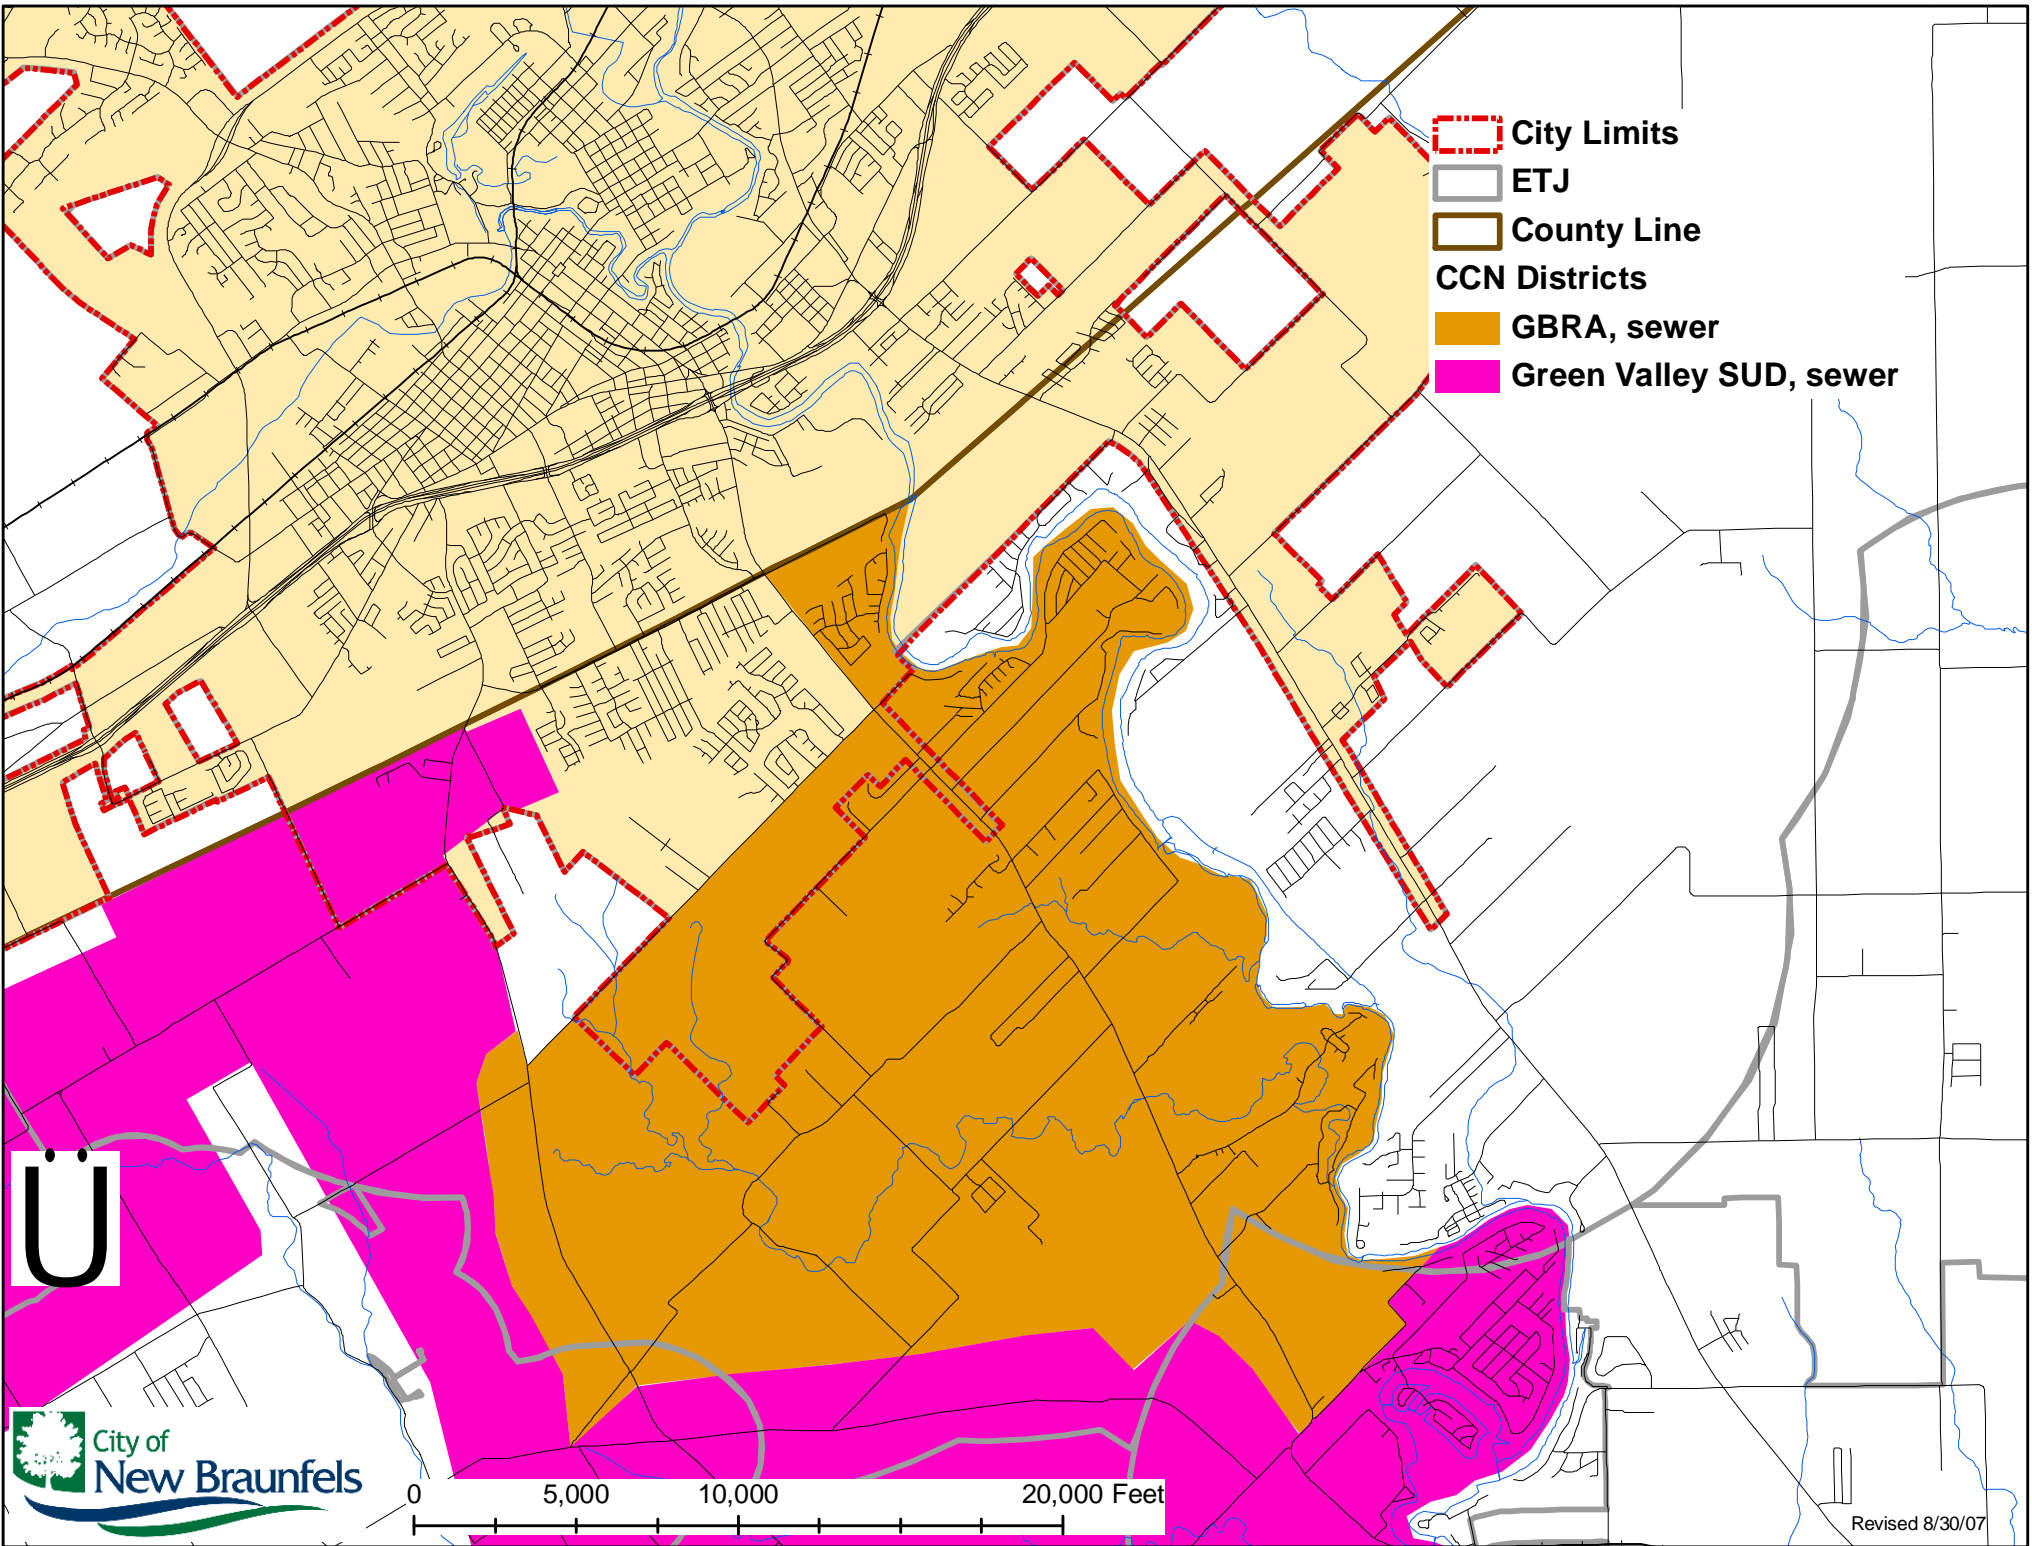 City Limits
ETJ
County Line
CCN Districts
GBRA, sewer
Green Valley SUD, sewer
Ü
City of
New Braunfels
0 5,000 10,000 20,000 Feet
Revised 8/30/07